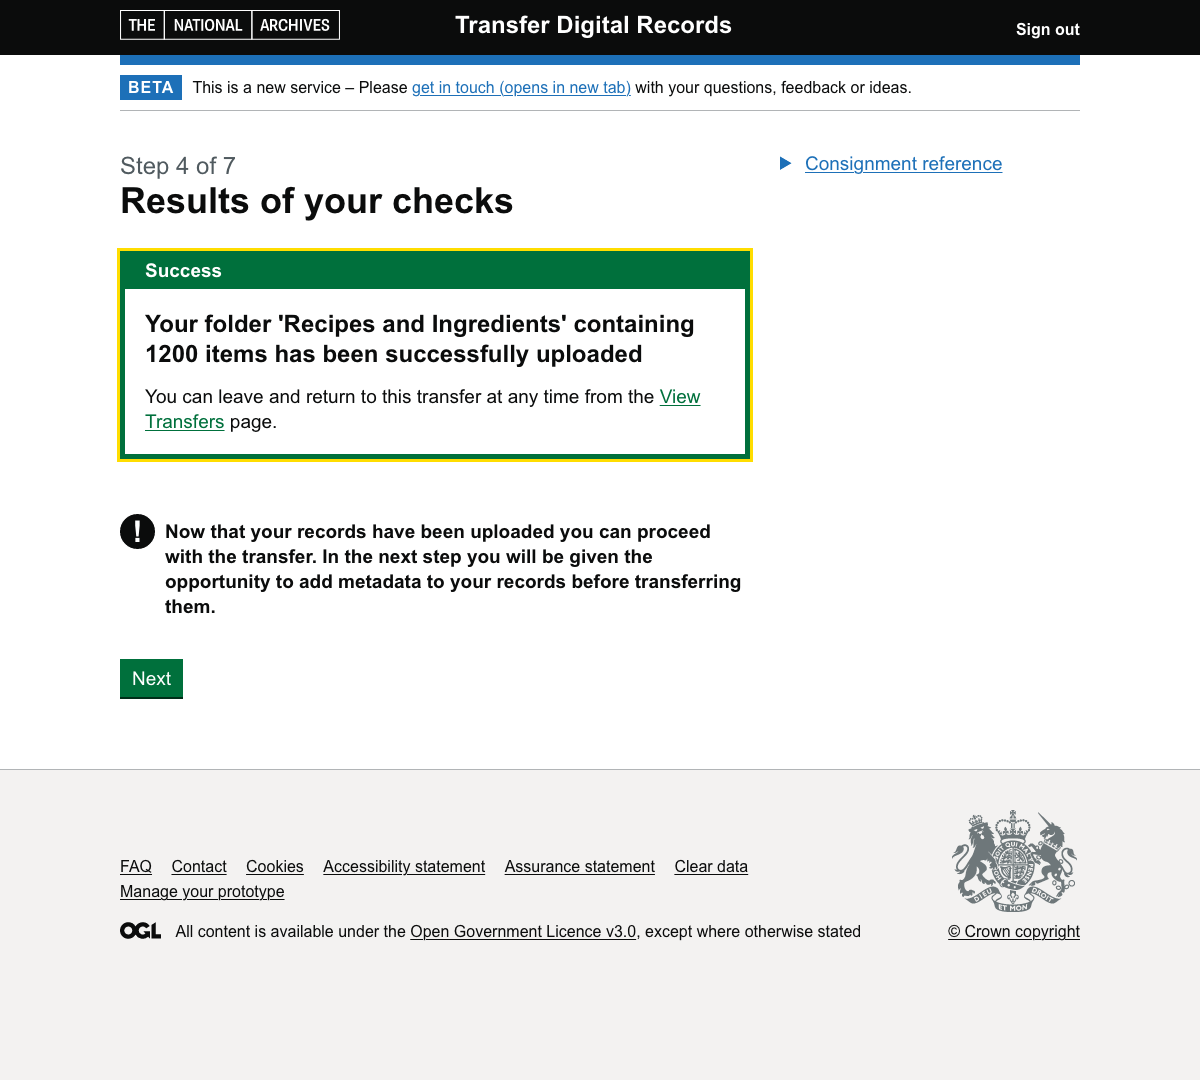 THE NATIONAL ARCHIVES
Transfer Digital Records
Sign out
BETA This is a new service – Please get in touch (opens in new tab) with your questions, feedback or ideas.
Step 4 of 7
Results of your checks
Consignment reference
Success
Your folder 'Recipes and Ingredients' containing
1200 items has been successfully uploaded
You can leave and return to this transfer at any time from the View
Transfers page.
! Now that your records have been uploaded you can proceed
with the transfer. In the next step you will be given the
opportunity to add metadata to your records before transferring
them.
Next
FAQ Contact Cookies Accessibility statement Assurance statement Clear data
Manage your prototype
DIEU ET MON DROIT
OGL All content is available under the Open Government Licence v3.0, except where otherwise stated
© Crown copyright